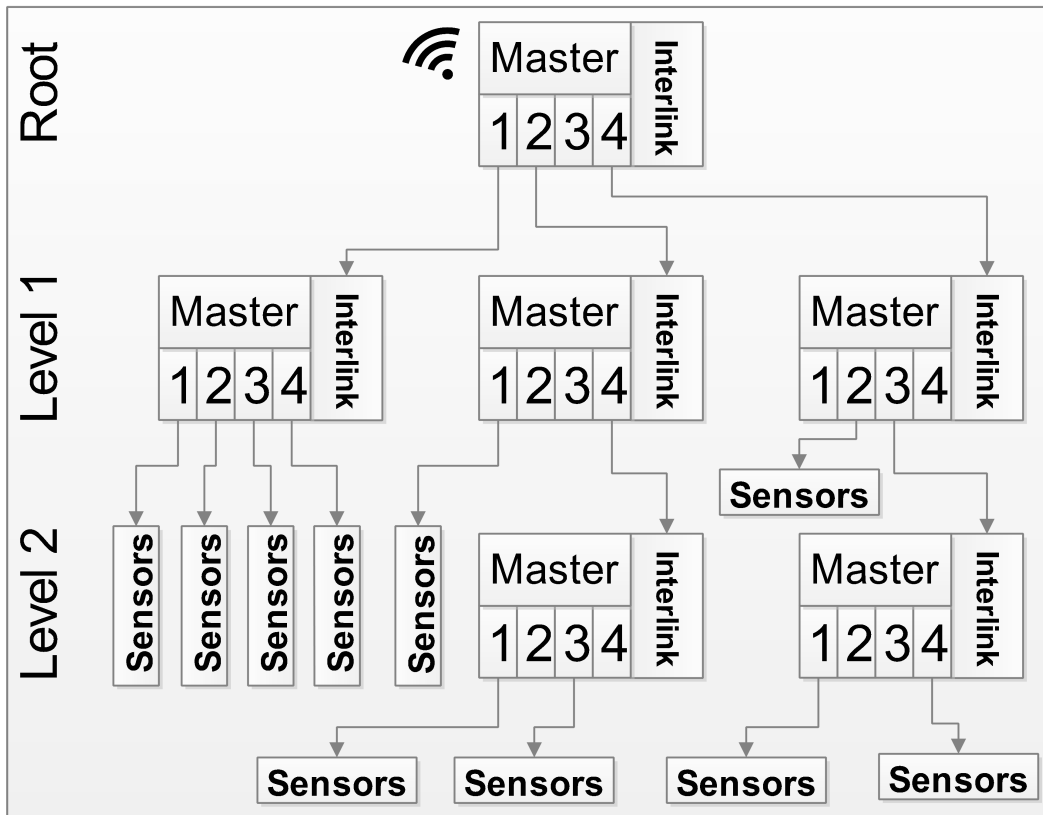 Root
Master
Interlink
1 2 3 4
Level 1
Master
Interlink
1 2 3 4
Master
Interlink
1 2 3 4
Master
Interlink
1 2 3 4
Sensors
Level 2
Sensors
Sensors
Sensors
Sensors
Sensors
Master
Interlink
1 2 3 4
Master
Interlink
1 2 3 4
Sensors
Sensors
Sensors
Sensors